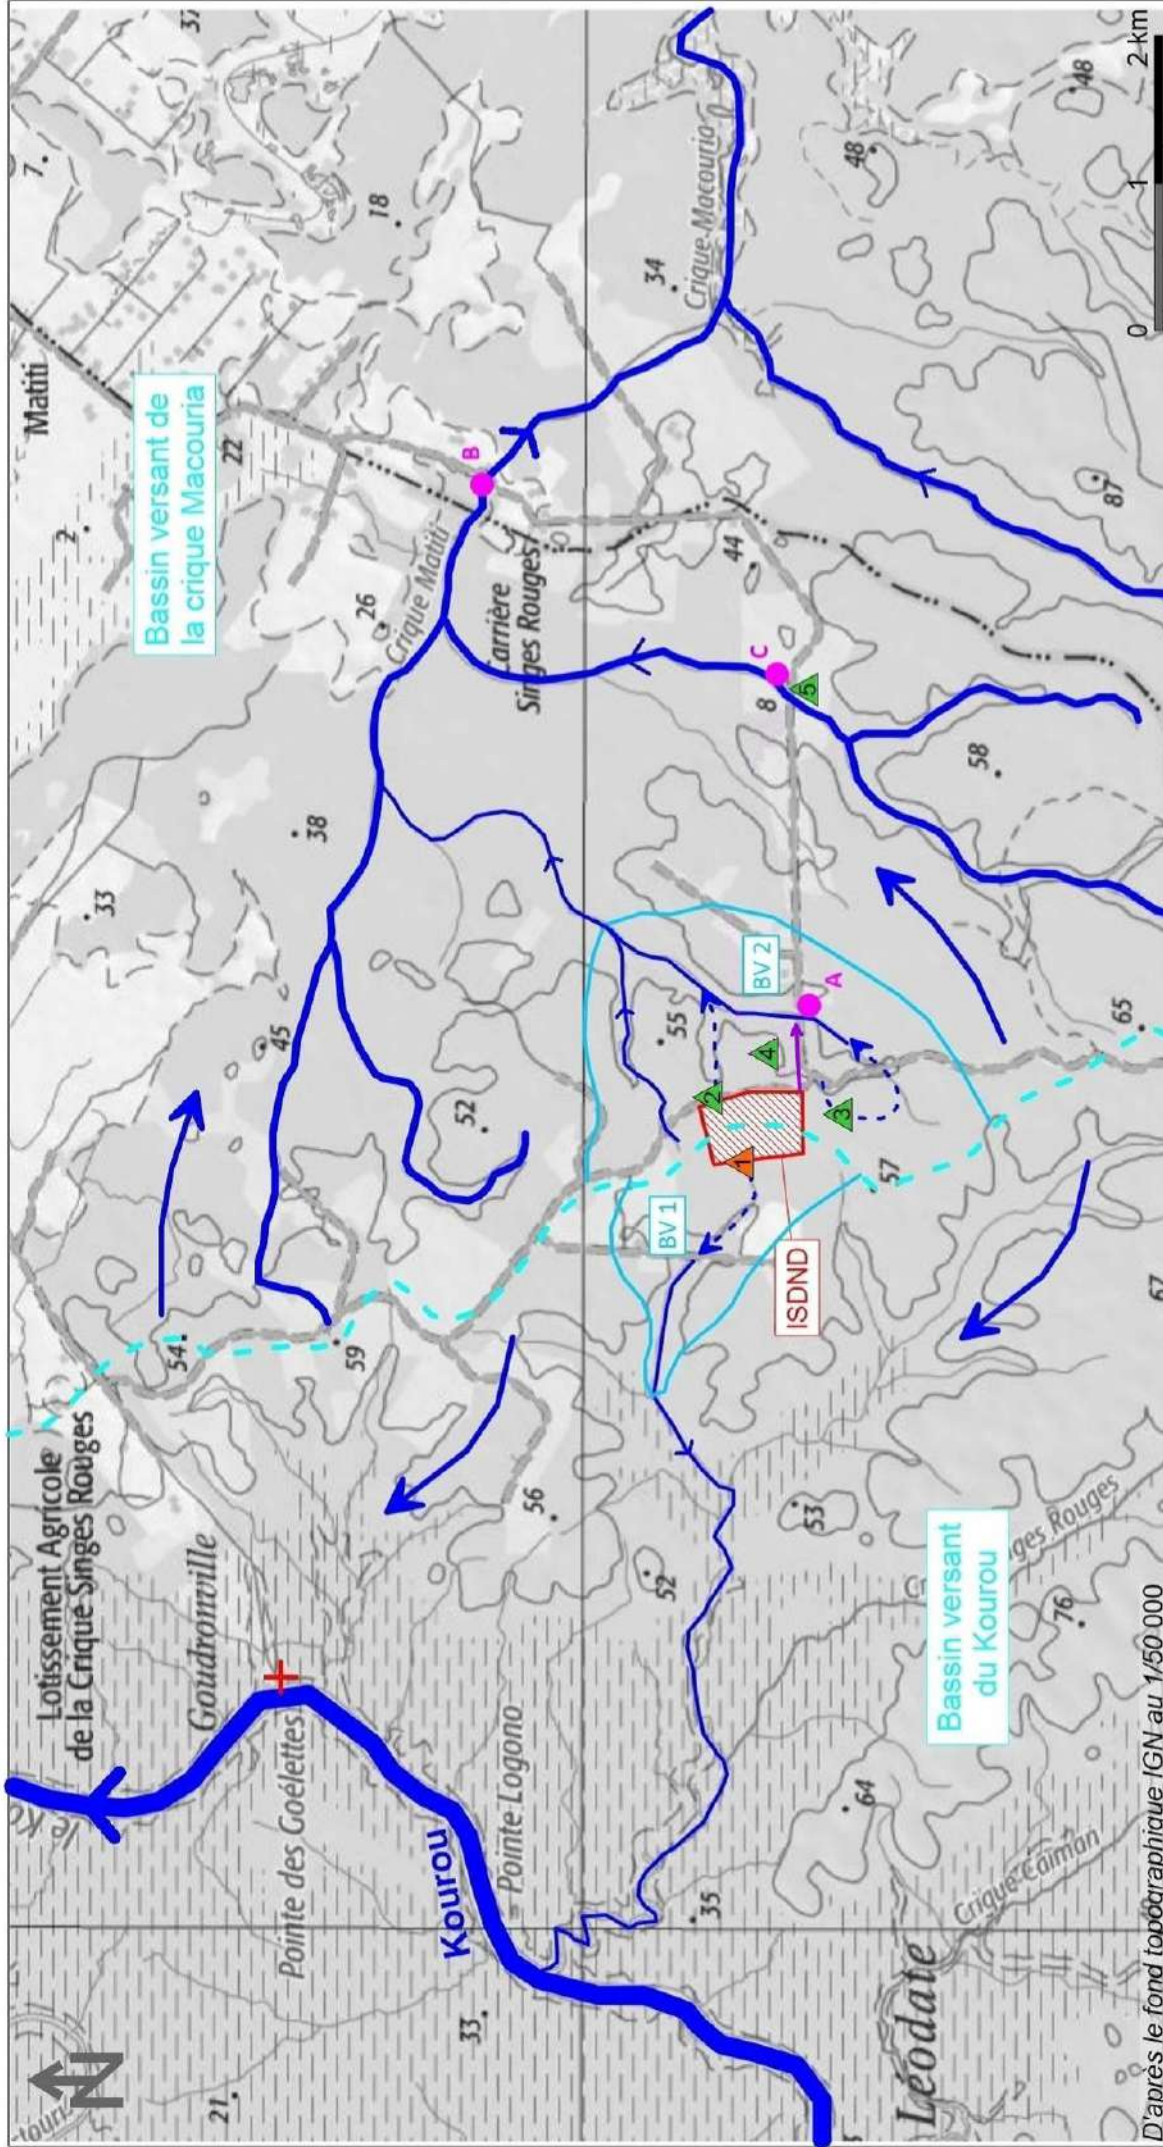 Lotissement Agricole
de la Crique Singes Rouges
Matiti
7
37
Bassin versant de
la crique Macouria
2
22
18
33
38
45
54
59
Goudronville
Pointe des Goélettes
21
N
26
Crique Matiti
B
52
56
Kourou
Pointe Logono
33
Carrière
Singes Rouges
34
Crique Macouria
48
48
44
C
8
5
BV 2
A
55
4
2
3
1
BV 1
ISDND
57
52
53
35
58
87
65
67
Bassin versant
du Kourou
76
64
Crique Caïman
Léodate
0
1
2 km
D'après le fond topographique IGN au 1/50 000